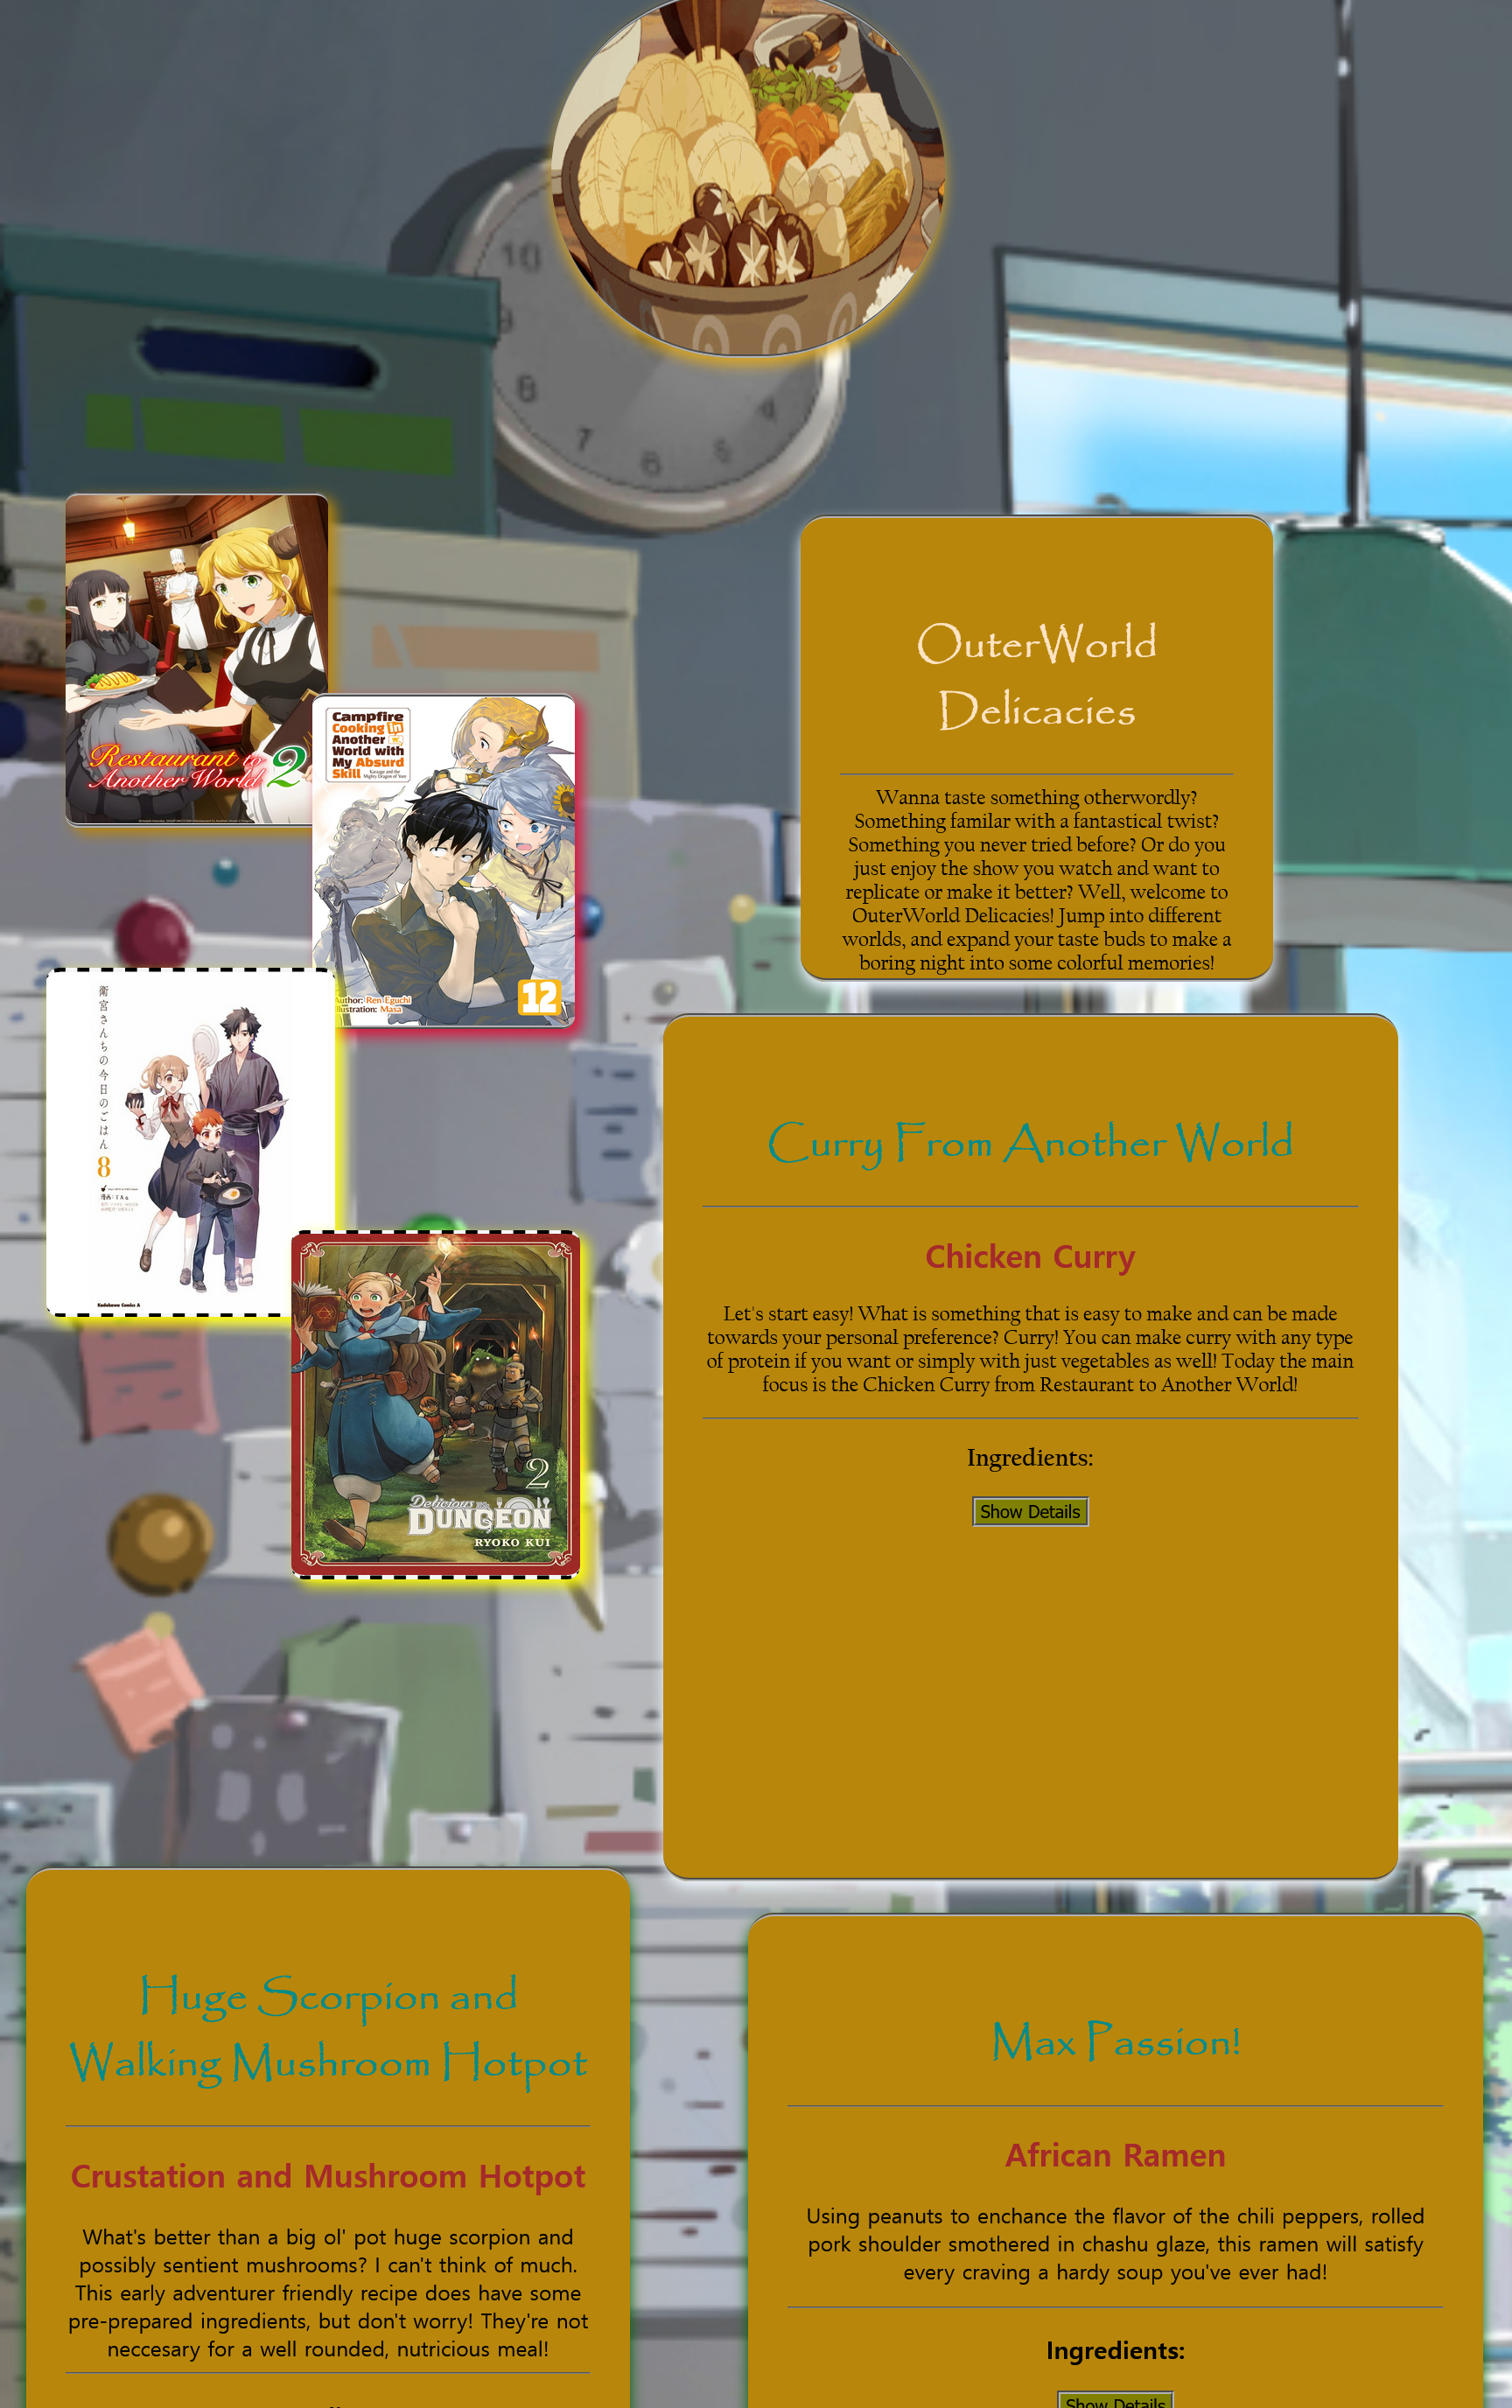 10
9
8
7
6
5
4
Restaurant to
Another World 2
Campfire
Cooking in
Another
World with
My Absurd
Skill
Author: Ren Eguchi
Illustration: Masa
12
衛宮さんちの今日のごはん
8
Kadokawa Comics A
2
Delicious in
DUNGEON
RYOKO KUI
OuterWorld
Delicacies
Wanna taste something otherwordly?
Something familar with a fantastical twist?
Something you never tried before? Or do you
just enjoy the show you watch and want to
replicate or make it better? Well, welcome to
OuterWorld Delicacies! Jump into different
worlds, and expand your taste buds to make a
boring night into some colorful memories!
Curry From Another World
Chicken Curry
Let's start easy! What is something that is easy to make and can be made
towards your personal preference? Curry! You can make curry with any type
of protein if you want or simply with just vegetables as well! Today the main
focus is the Chicken Curry from Restaurant to Another World!
Ingredients:
Show Details
Huge Scorpion and
Walking Mushroom Hotpot
Crustation and Mushroom Hotpot
What's better than a big ol' pot huge scorpion and
possibly sentient mushrooms? I can't think of much.
This early adventurer friendly recipe does have some
pre-prepared ingredients, but don't worry! They're not
neccesary for a well rounded, nutricious meal!
Max Passion!
African Ramen
Using peanuts to enchance the flavor of the chili peppers, rolled
pork shoulder smothered in chashu glaze, this ramen will satisfy
every craving a hardy soup you've ever had!
Ingredients:
Show Details